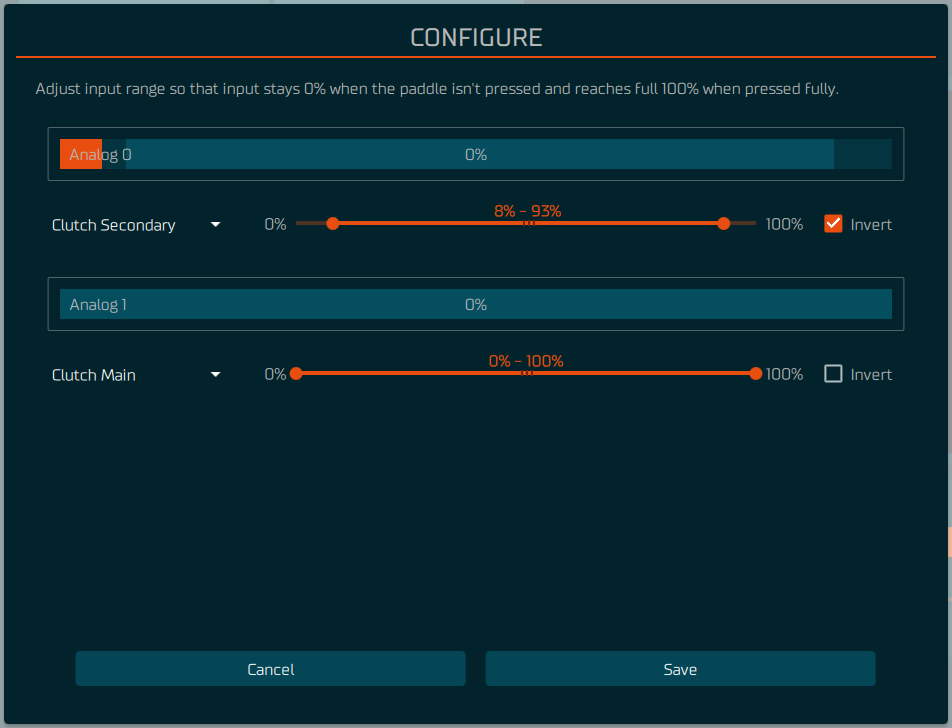 CONFIGURE
Adjust input range so that input stays 0% when the paddle isn't pressed and reaches full 100% when pressed fully.
Analog 0 0%
8% - 93%
Clutch Secondary 0% 100% Invert
Analog 1 0%
0% - 100%
Clutch Main 0% 100% Invert
Cancel Save